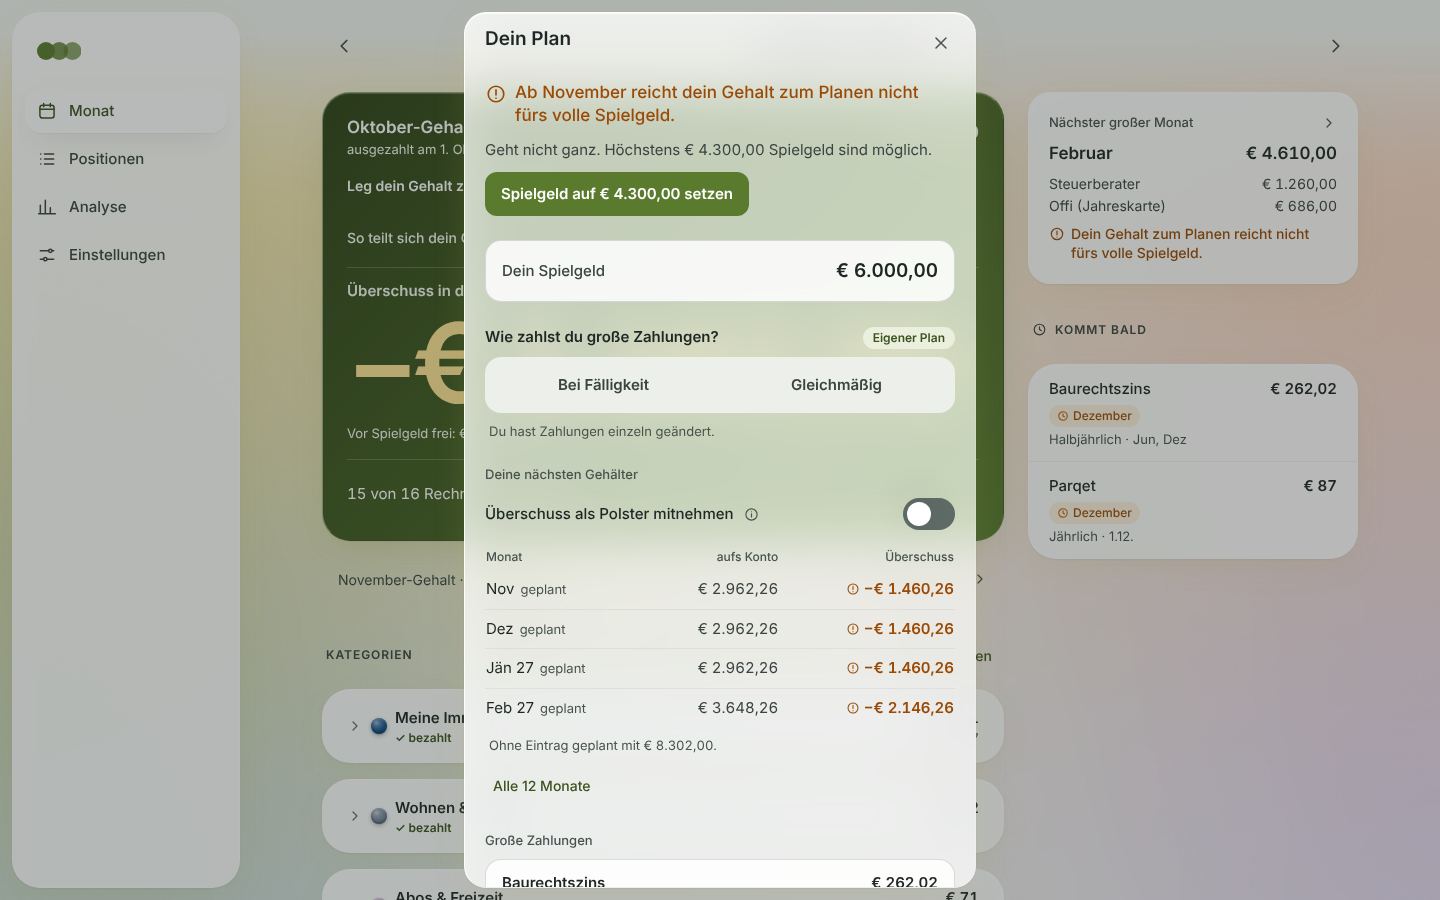 Monat
Positionen
Analyse
Einstellungen
Oktober-Geha
ausgezahlt am 1. O
Leg dein Gehalt z
So teilt sich dein
Überschuss in d
–€
Vor Spielgeld frei: €
15 von 16 Rechn
November-Gehalt ·
KATEGORIEN
en
Meine Im
✓ bezahlt
Wohnen &
✓ bezahlt
Abos & Freizeit
€ 71
Dein Plan
Ab November reicht dein Gehalt zum Planen nicht
fürs volle Spielgeld.
Geht nicht ganz. Höchstens € 4.300,00 Spielgeld sind möglich.
Spielgeld auf € 4.300,00 setzen
Dein Spielgeld € 6.000,00
Wie zahlst du große Zahlungen? Eigener Plan
Bei Fälligkeit Gleichmäßig
Du hast Zahlungen einzeln geändert.
Deine nächsten Gehälter
Überschuss als Polster mitnehmen
Monat aufs Konto Überschuss
Nov geplant € 2.962,26 –€ 1.460,26
Dez geplant € 2.962,26 –€ 1.460,26
Jän 27 geplant € 2.962,26 –€ 1.460,26
Feb 27 geplant € 3.648,26 –€ 2.146,26
Ohne Eintrag geplant mit € 8.302,00.
Alle 12 Monate
Große Zahlungen
Baurechtszins € 262,02
Nächster großer Monat
Februar € 4.610,00
Steuerberater € 1.260,00
Offi (Jahreskarte) € 686,00
Dein Gehalt zum Planen reicht nicht
fürs volle Spielgeld.
KOMMT BALD
Baurechtszins € 262,02
Dezember
Halbjährlich · Jun, Dez
Parqet € 87
Dezember
Jährlich · 1.12.